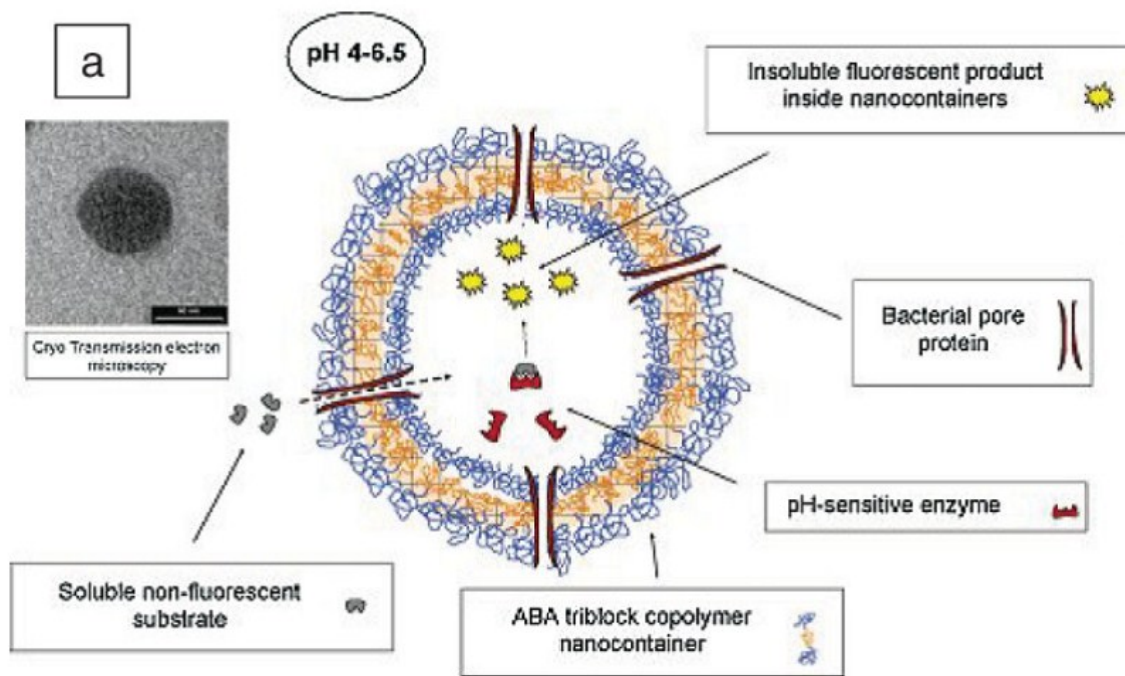 a
pH 4-6.5
Insoluble fluorescent product
inside nanocontainers
Cryo Transmission electron
microscopy
Bacterial pore
protein
pH-sensitive enzyme
Soluble non-fluorescent
substrate
ABA triblock copolymer
nanocontainer